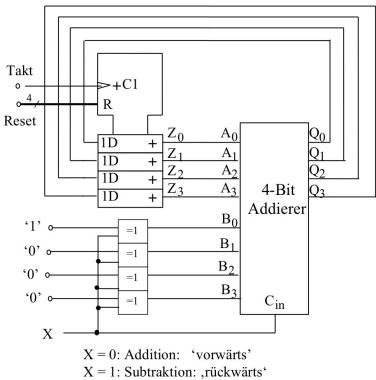 Takt
+C1
4
R
Reset
1D + Z0 A0 Q0
1D + Z1 A1 Q1
1D + Z2 A2 Q2
1D + Z3 A3 Q3
4-Bit
Addierer
‘1’ =1 B0
‘0’ =1 B1
‘0’ =1 B2
‘0’ =1 B3
Cin
X
X = 0: Addition: ‘vorwärts’
X = 1: Subtraktion: ‚rückwärts‘